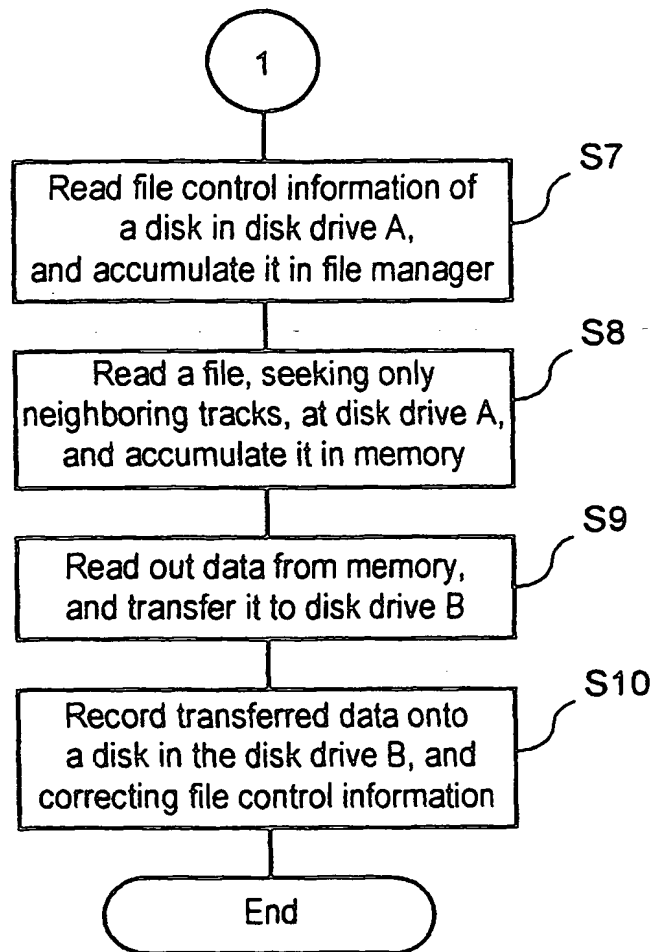 1
S7
Read file control information of
a disk in disk drive A,
and accumulate it in file manager
S8
Read a file, seeking only
neighboring tracks, at disk drive A,
and accumulate it in memory
S9
Read out data from memory,
and transfer it to disk drive B
S10
Record transferred data onto
a disk in the disk drive B, and
correcting file control information
End